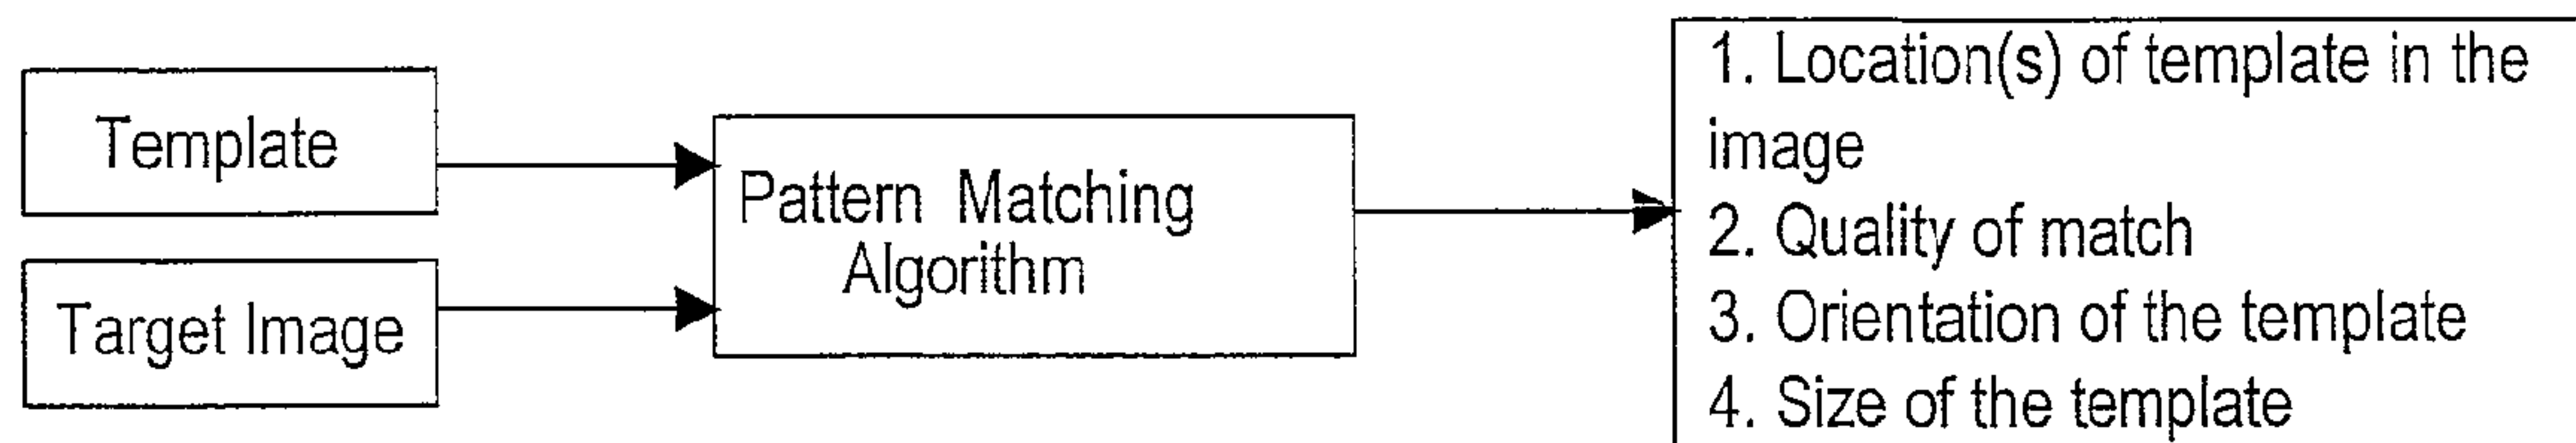 Template
Target Image
Pattern Matching
Algorithm
1. Location(s) of template in the
image
2. Quality of match
3. Orientation of the template
4. Size of the template